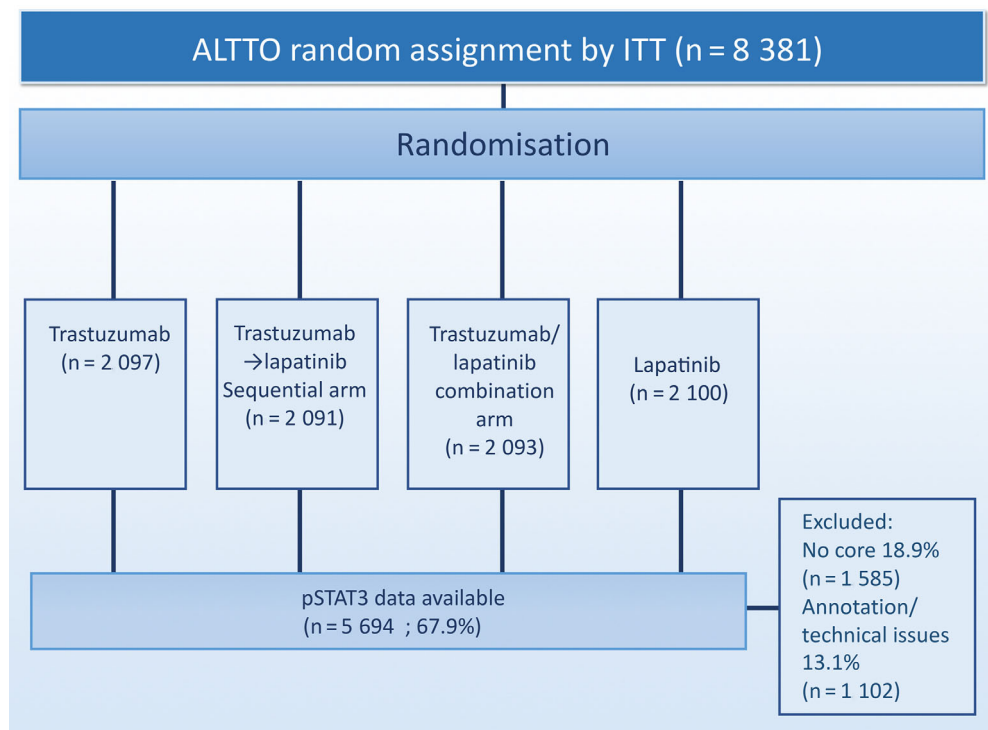 ALTTO random assignment by ITT (n = 8 381)
Randomisation
Trastuzumab
(n = 2 097)
Trastuzumab
→lapatinib
Sequential arm
(n = 2 091)
Trastuzumab/
lapatinib
combination
arm
(n = 2 093)
Lapatinib
(n = 2 100)
pSTAT3 data available
(n = 5 694 ; 67.9%)
Excluded:
No core 18.9%
(n = 1 585)
Annotation/
technical issues
13.1%
(n = 1 102)